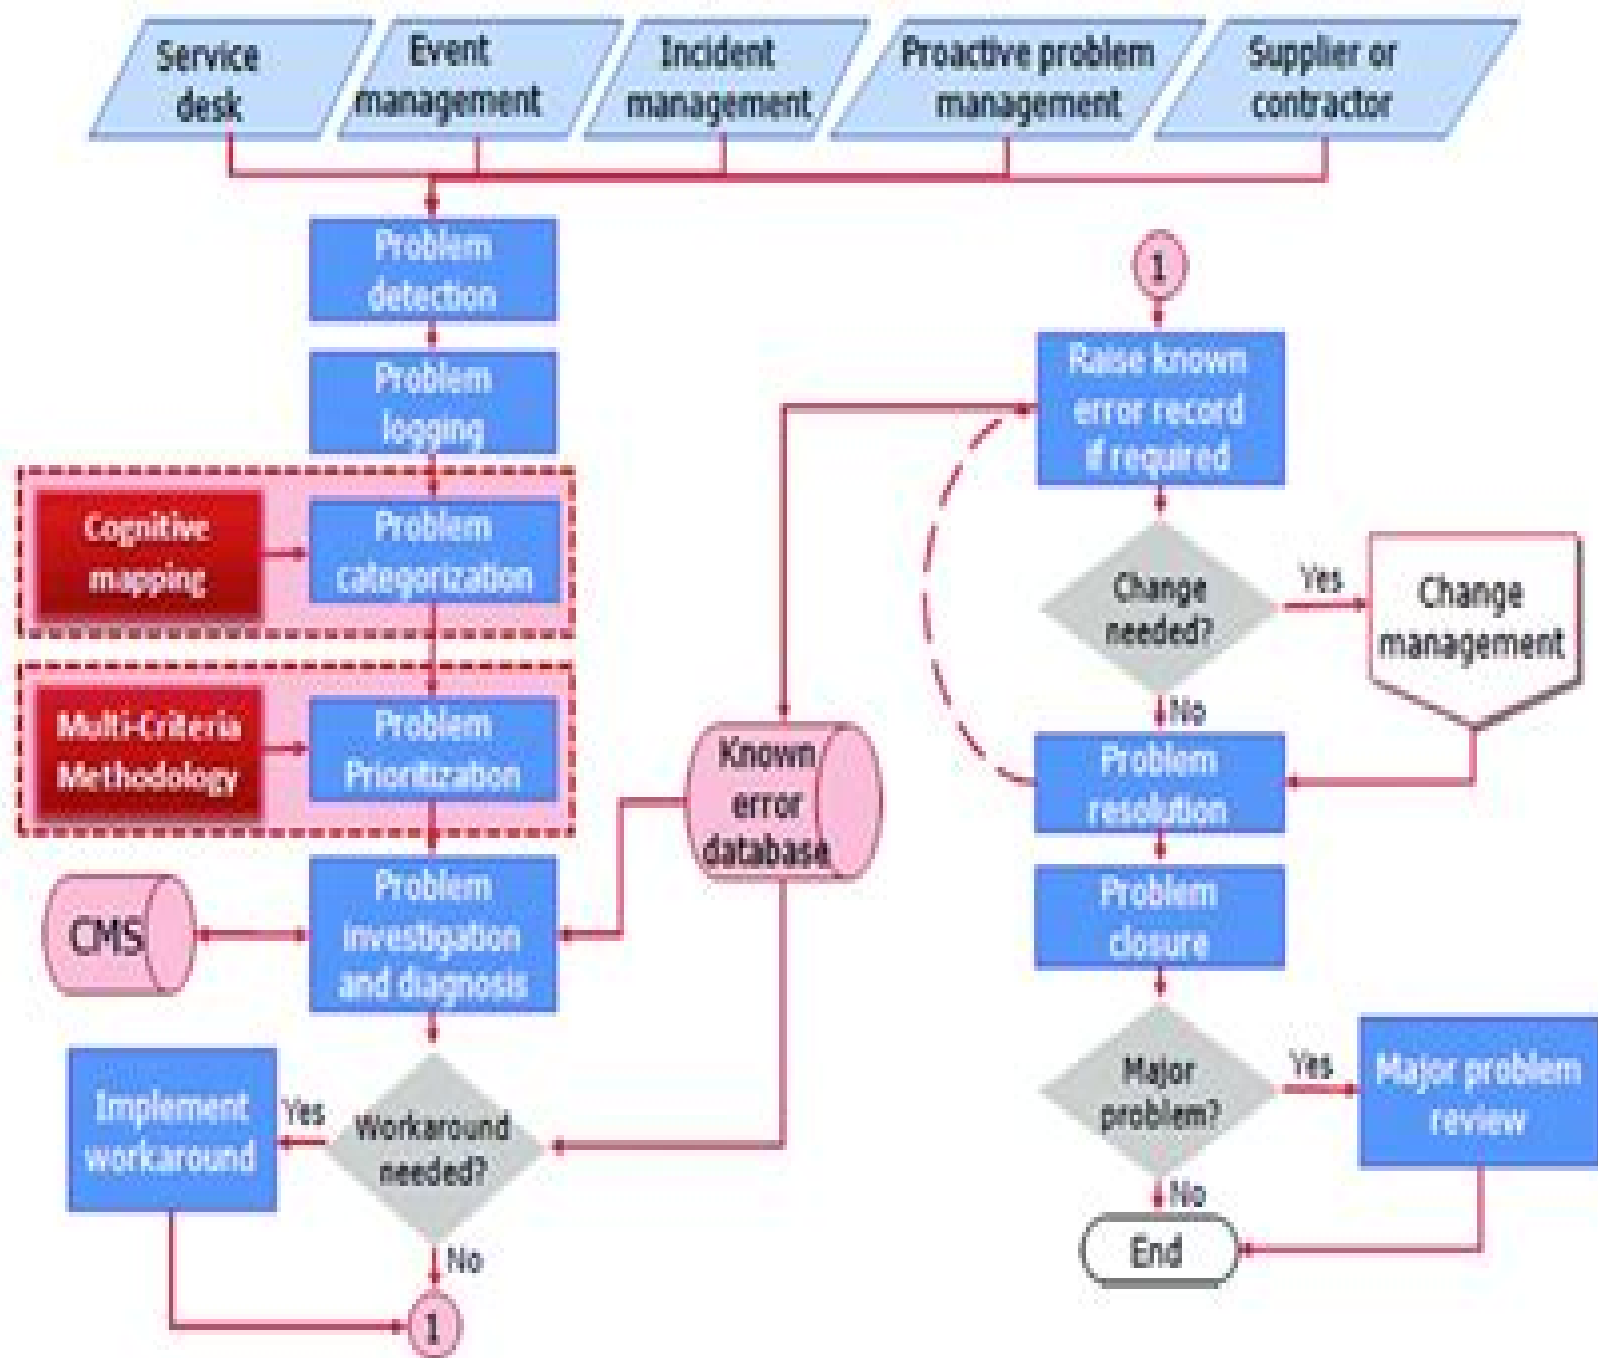 Service
desk
Event
management
Incident
management
Proactive problem
management
Supplier or
contractor
Problem
detection
Problem
logging
Cognitive
mapping
Problem
categorization
Multi-Criteria
Methodology
Problem
Prioritization
CMS
Problem
investigation
and diagnosis
Known
error
database
Implement
workaround
Yes
Workaround
needed?
No
1
1
Raise known
error record
if required
Change
needed?
Yes
Change
management
No
Problem
resolution
Problem
closure
Major
problem?
Yes
Major problem
review
No
End